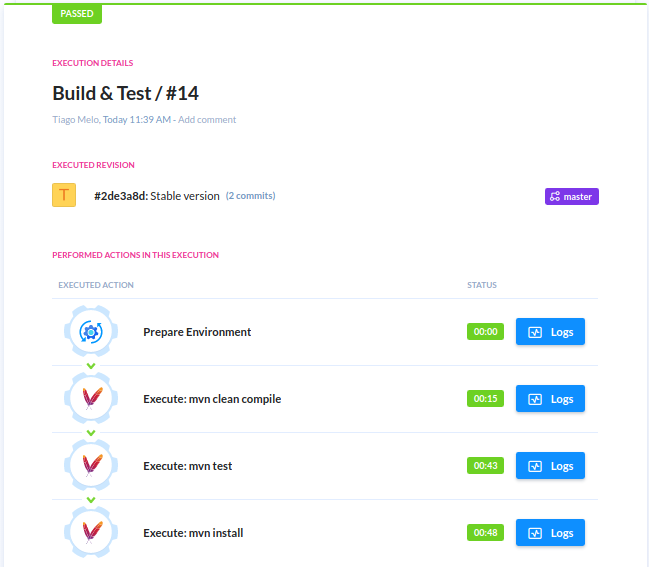 PASSED
EXECUTION DETAILS
Build & Test / #14
Tiago Melo, Today 11:39 AM - Add comment
EXECUTED REVISION
T #2de3a8d: Stable version (2 commits) master
PERFORMED ACTIONS IN THIS EXECUTION
EXECUTED ACTION STATUS
Prepare Environment 00:00 Logs
Execute: mvn clean compile 00:15 Logs
Execute: mvn test 00:43 Logs
Execute: mvn install 00:48 Logs